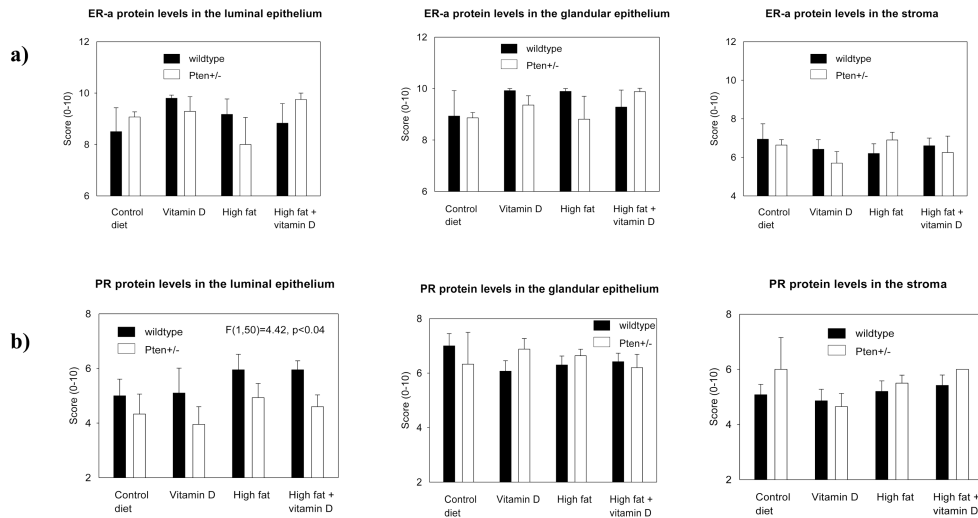 a)
ER-a protein levels in the luminal epithelium
Score (0-10)
12
10
8
6
wildtype
Pten+/-
Control diet
Vitamin D
High fat
High fat + vitamin D
ER-a protein levels in the glandular epithelium
Score (0-10)
12
10
8
6
wildtype
Pten+/-
Control diet
Vitamin D
High fat
High fat + vitamin D
ER-a protein levels in the stroma
Score (0-10)
12
10
8
6
4
wildtype
Pten+/-
Control diet
Vitamin D
High fat
High fat + vitamin D
b)
PR protein levels in the luminal epithelium
Score (0-10)
8
6
4
2
wildtype
Pten+/-
F(1,50)=4.42, p<0.04
Control diet
Vitamin D
High fat
High fat + vitamin D
PR protein levels in the glandular epithelium
Score (0-10)
8
6
4
2
wildtype
Pten+/-
Control diet
Vitamin D
High fat
High fat + vitamin D
PR protein levels in the stroma
Score (0-10)
8
6
4
2
wildtype
Pten+/-
Control diet
Vitamin D
High fat
High fat + vitamin D